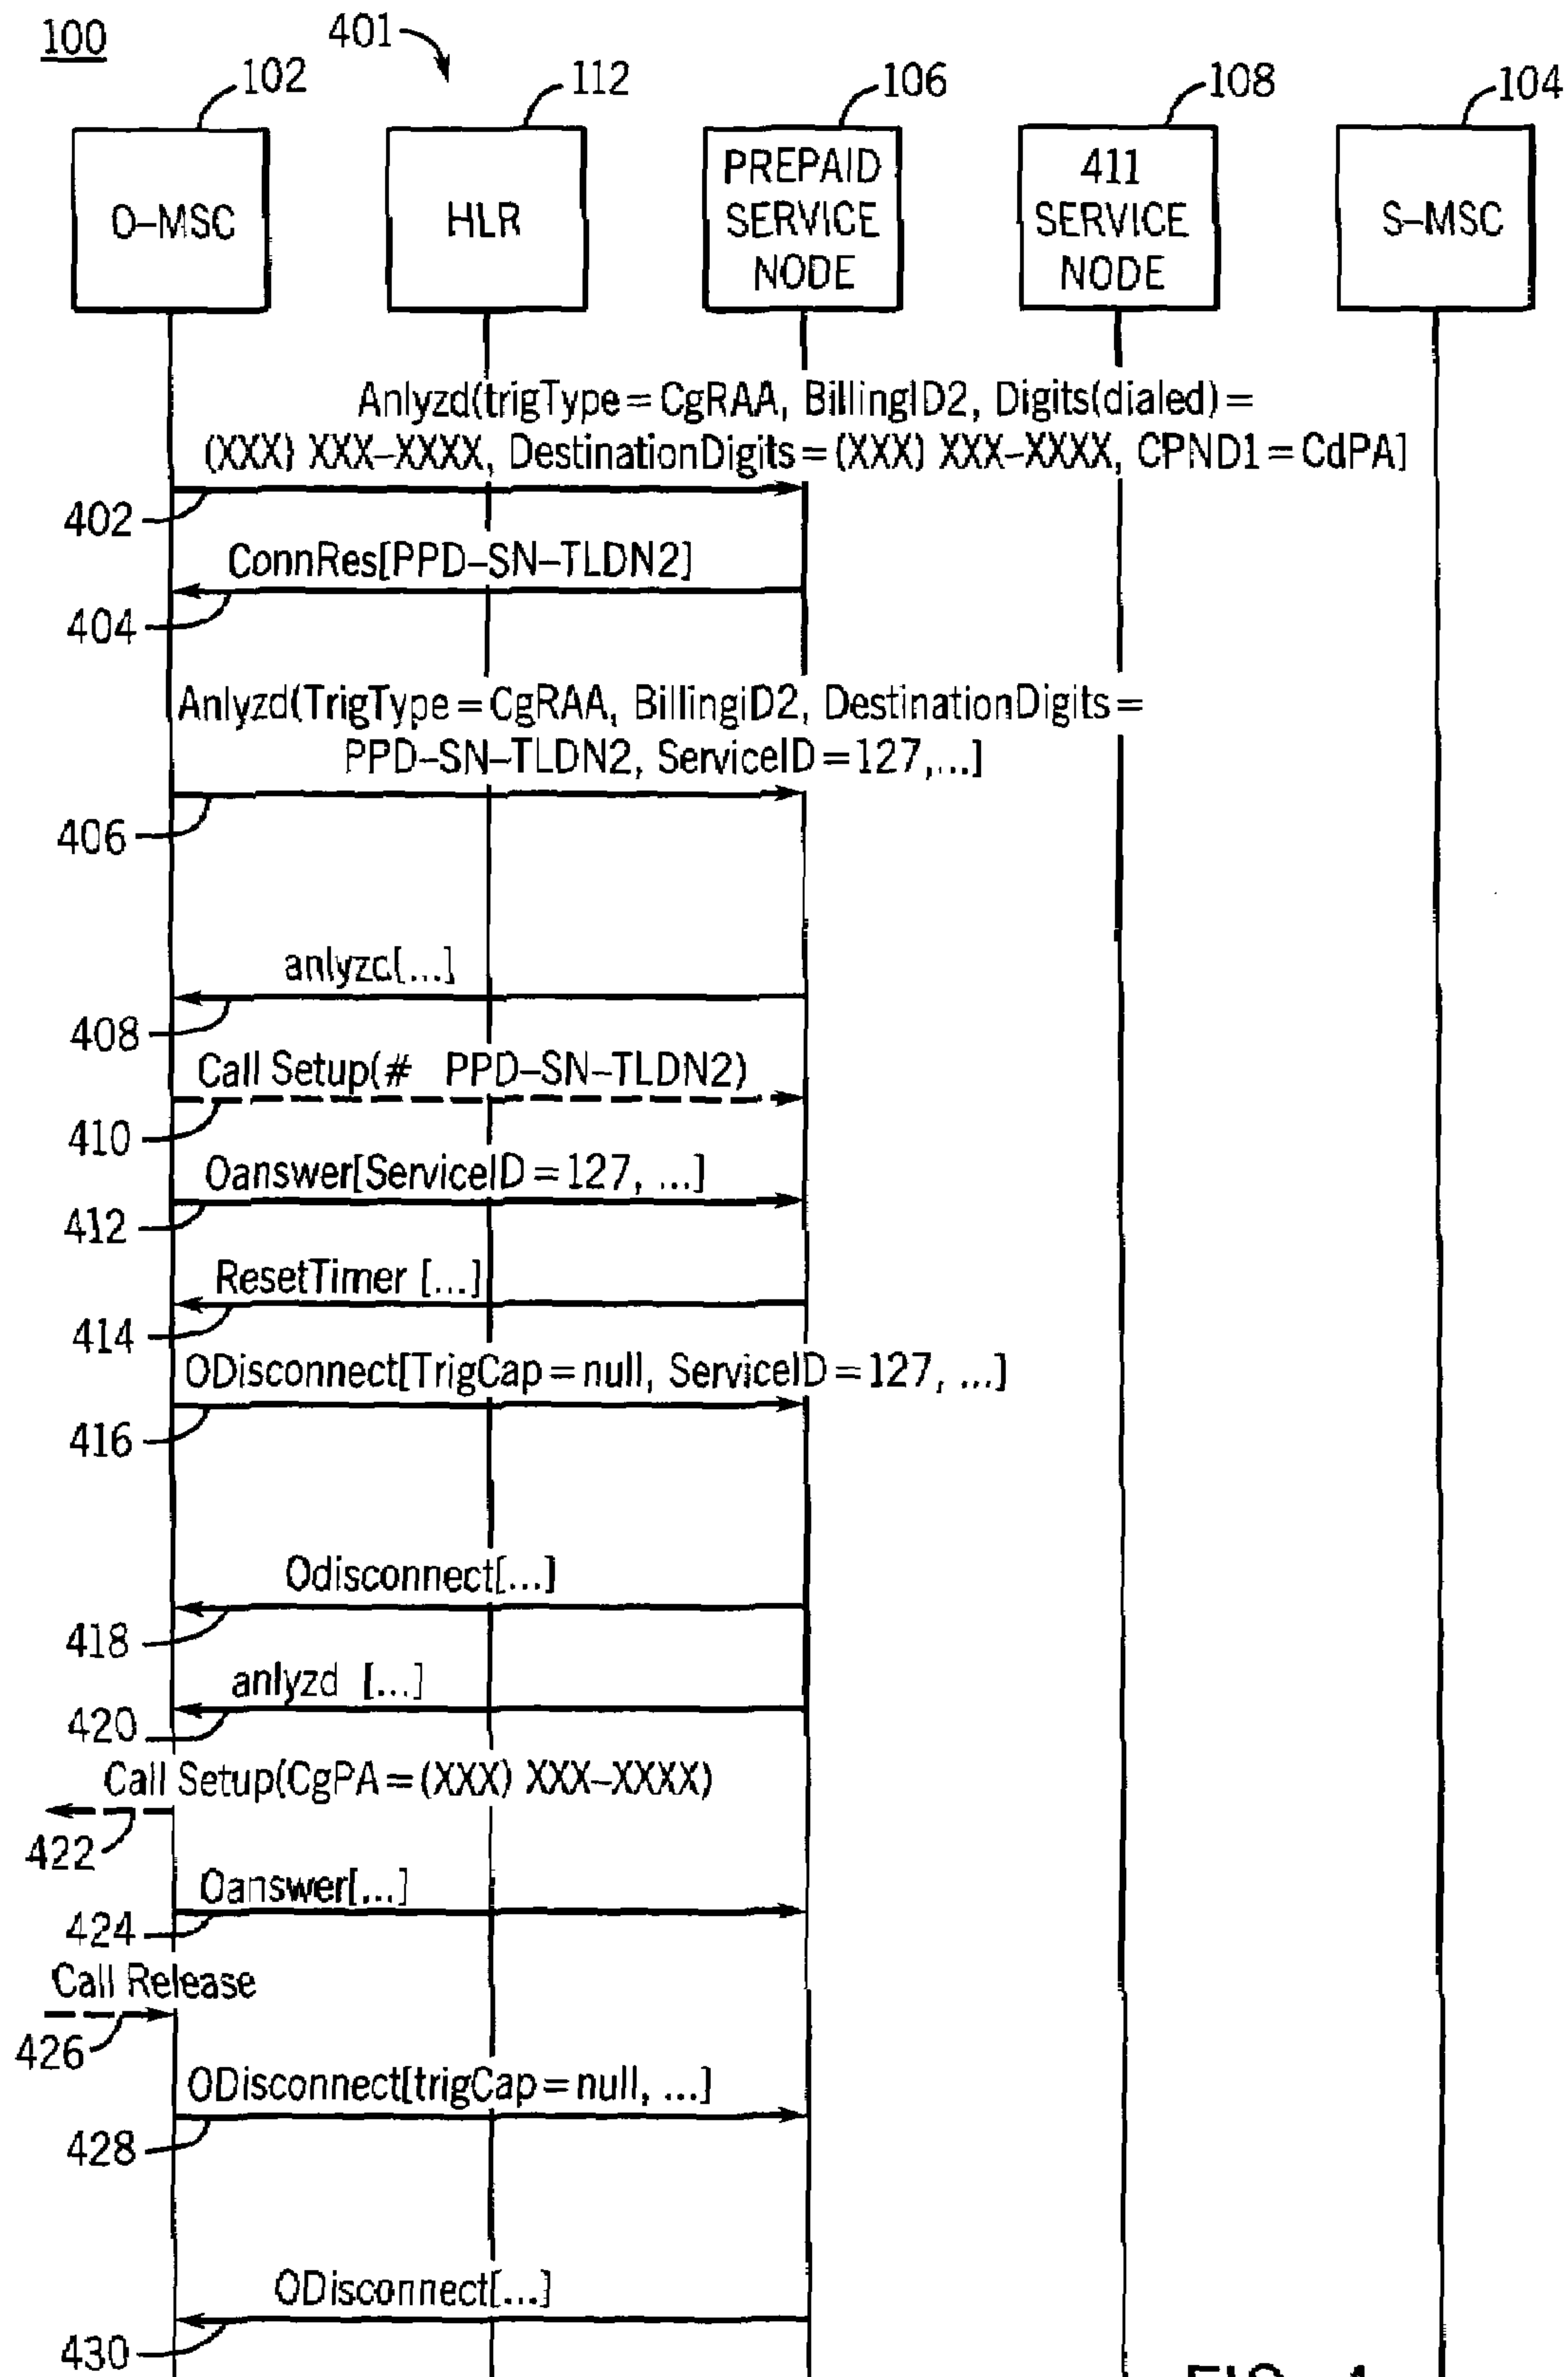 100
401
102
112
106
108
104
O-MSC
HLR
PREPAID
SERVICE
NODE
411
SERVICE
NODE
S-MSC
Anlyzd(trigType=CgRAA, BillingID2, Digits(dialed)=
(XXX) XXX-XXXX, DestinationDigits=(XXX) XXX-XXXX, CPND1=CdPA]
402
ConnRes[PPD-SN-TLDN2]
404
Anlyzd(TrigType=CgRAA, BillingiD2, DestinationDigits=
PPD-SN-TLDN2, ServiceID=127,...]
406
anlyzd[...]
408
Call Setup(# PPD-SN-TLDN2)
410
Oanswer[ServiceID=127, ...]
412
ResetTimer [...]
414
ODisconnect[TrigCap=null, ServiceID=127, ...]
416
Odisconnect[...]
418
anlyzd [...]
420
Call Setup(CgPA=(XXX) XXX-XXXX)
422
Oanswer[...]
424
Call Release
426
ODisconnect[trigCap=null, ...]
428
ODisconnect[...]
430